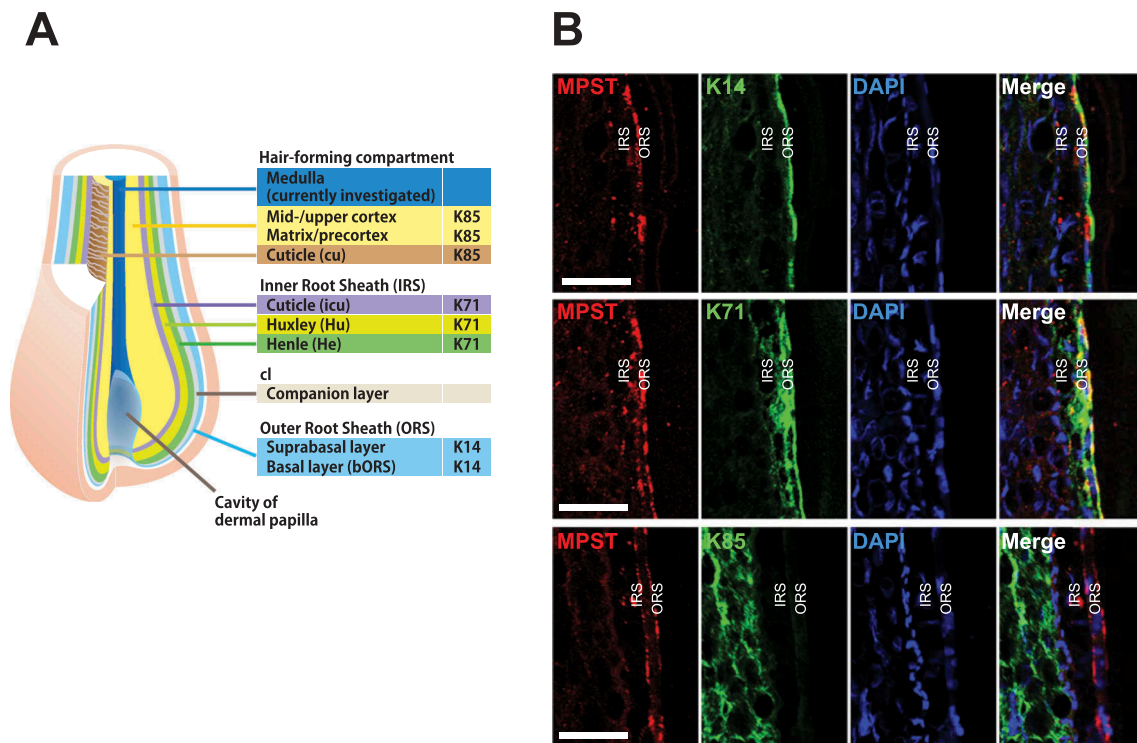 A
Hair-forming compartment
Medulla
(currently investigated)
Mid-/upper cortex K85
Matrix/precortex K85
Cuticle (cu) K85
Inner Root Sheath (IRS)
Cuticle (icu) K71
Huxley (Hu) K71
Henle (He) K71
cl
Companion layer
Outer Root Sheath (ORS)
Suprabasal layer K14
Basal layer (bORS) K14
Cavity of
dermal papilla
B
MPST K14 DAPI Merge
IRS ORS IRS ORS IRS ORS IRS ORS
MPST K71 DAPI Merge
IRS ORS IRS ORS IRS ORS IRS ORS
MPST K85 DAPI Merge
IRS ORS IRS ORS IRS ORS IRS ORS